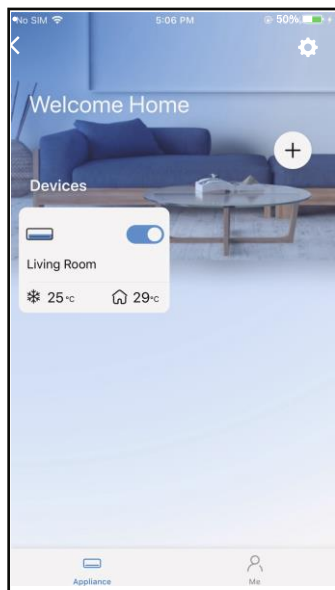 No SIM 5:06 PM 50%
Welcome Home
+
Devices
Living Room
25°C 29°C
Appliance Me